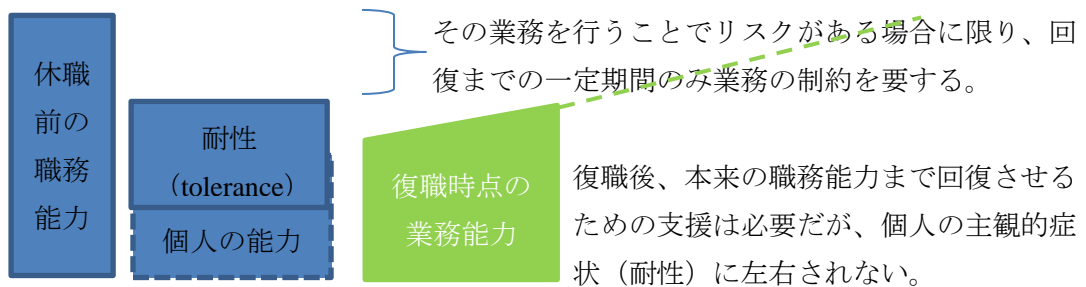 休職
前の
職務
能力
耐性
（tolerance）
個人の能力
復職時点の
業務能力
その業務を行うことでリスクがある場合に限り、回
復までの一定期間のみ業務の制約を要する。
復職後、本来の職務能力まで回復させる
ための支援は必要だが、個人の主観的症
状（耐性）に左右されない。